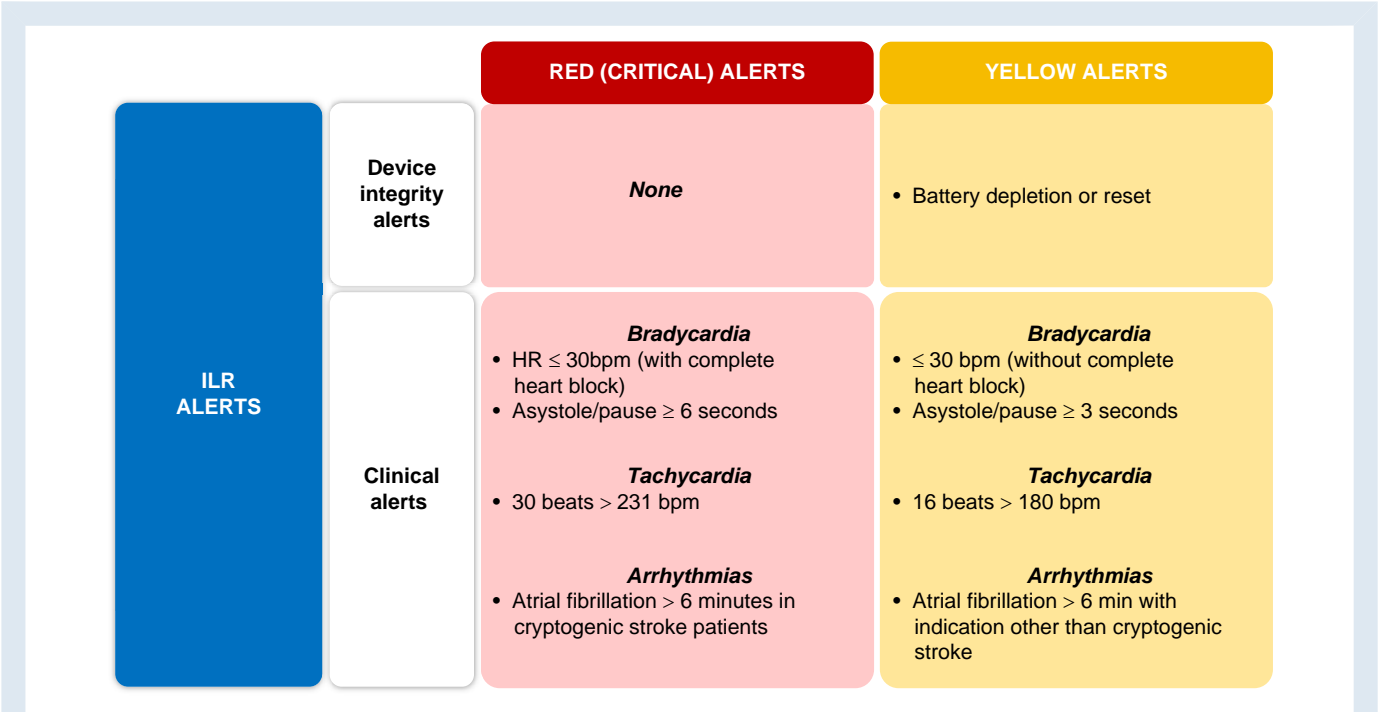 RED (CRITICAL) ALERTS
YELLOW ALERTS
ILR
ALERTS
Device
integrity
alerts
None
• Battery depletion or reset
Clinical
alerts
Bradycardia
• HR ≤ 30bpm (with complete
heart block)
• Asystole/pause ≥ 6 seconds
Tachycardia
• 30 beats > 231 bpm
Arrhythmias
• Atrial fibrillation > 6 minutes in
cryptogenic stroke patients
Bradycardia
• ≤ 30 bpm (without complete
heart block)
• Asystole/pause ≥ 3 seconds
Tachycardia
• 16 beats > 180 bpm
Arrhythmias
• Atrial fibrillation > 6 min with
indication other than cryptogenic
stroke